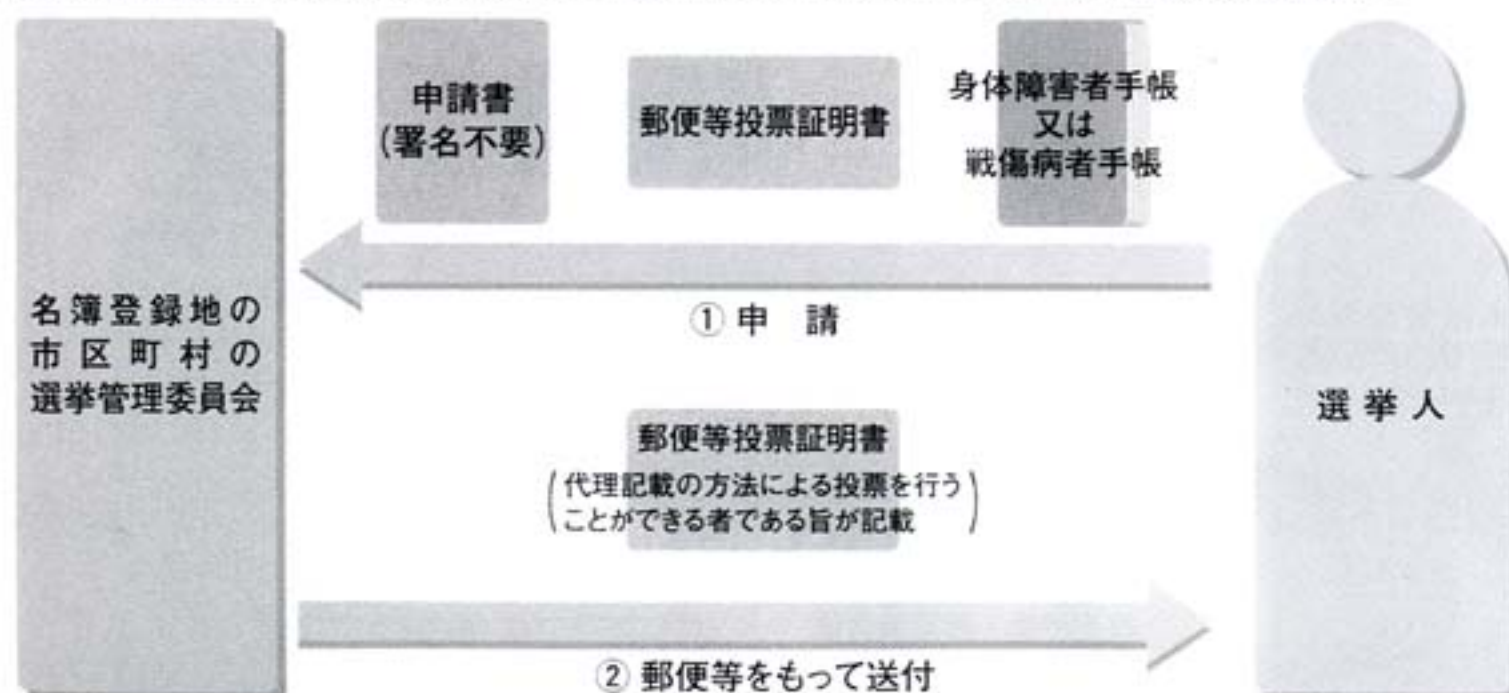 申請書
(署名不要)
郵便等投票証明書
身体障害者手帳
又は
戦傷病者手帳
① 申 請
名簿登録地の
市区町村の
選挙管理委員会
選挙人
郵便等投票証明書
(代理記載の方法による投票を行う
ことができる者である旨が記載)
② 郵便等をもって送付